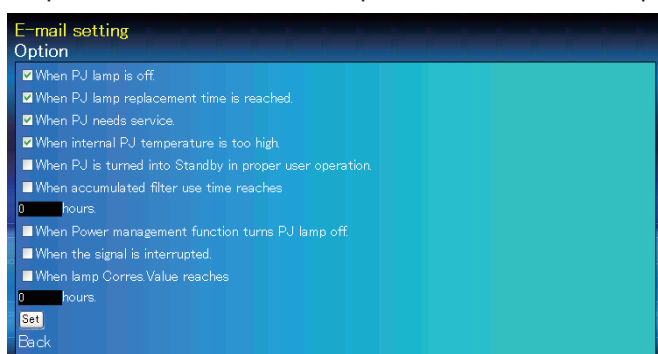 E-mail setting
Option
When PJ lamp is off.
When PJ lamp replacement time is reached.
When PJ needs service.
When internal PJ temperature is too high.
When PJ is turned into Standby in proper user operation.
When accumulated filter use time reaches
0 hours.
When Power management function turns PJ lamp off.
When the signal is interrupted.
When lamp Corres.Value reaches
0 hours.
Set
Back